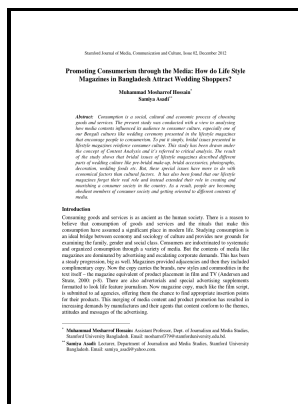 Stamford Journal of Media, Communication and Culture, Issue 02, December 2012
Promoting Consumerism through the Media: How do Life Style
Magazines in Bangladesh Attract Wedding Shoppers?
Muhammad Mosharref Hossain*
Samiya Asadi**
Abstract: Consumption is a social, cultural and economic process of choosing
goods and services. The present study was conducted with a view to analysing
how media contents influenced its audience to consumer culture, especially one of
our Bengali cultures like wedding ceremony presented in the lifestyle magazines
that encourage people to consumption. To put it simply, bridal issues presented in
lifestyle magazines reinforce consumer culture. This study has been drawn under
the concept of Content Analysis and it's referred to critical analysis. The result
of the study shows that bridal issues of lifestyle magazines described different
parts of wedding culture like pre-bridal make-up, bridal accessories, photography,
decoration, wedding foods etc. But, these special issues have more to do with
economical factors than cultural factors. It has also been found that our lifestyle
magazines forget their real role and instead extended their role in creating and
nourishing a consumer society in the country. As a result, people are becoming
obedient members of consumer society and getting oriented to different contents of
media.
Introduction
Consuming goods and services is as ancient as the human society. There is a reason to
believe that consumption of goods and services and the rituals that make this
consumption have assumed a significant place in modern life. Studying consumption is
an ideal bridge between economy and sociology of culture and provides new grounds for
examining the family, gender and social class. Consumers are indoctrinated to systematic
and organized consumption through a variety of media. But the contents of life style
magazines are dominated by advertising and escalating corporate demands. This has been
a steady progression, big as well. Magazines provided adjacencies and then they included
complimentary copy. Now the copy carries the brands, new styles and commodities in the
text itself - the magazine equivalent of product placement in film and TV (Andersen and
Strate, 2000: p-8). There are also advertorials and special advertising supplements
formatted to look like feature journalism. Now magazine copy, much like the film script,
is submitted to ad agencies, offering them the chance to find appropriate insertion points
for their products. This merging of media content and product promotion has resulted in
increasing demands by manufacturers and their agents that content conform to the themes,
attitudes and messages of the advertising.
* Muhammad Mosharref Hossain: Assistant Professor, Dept. of Journalism and Media Studies,
Stamford University Bangladesh. Email:
** Samiya Asadi: Lecturer, Department of Journalism and Media Studies, Stamford University
Bangladesh. Email: samiya_asadi@yahoo.com.